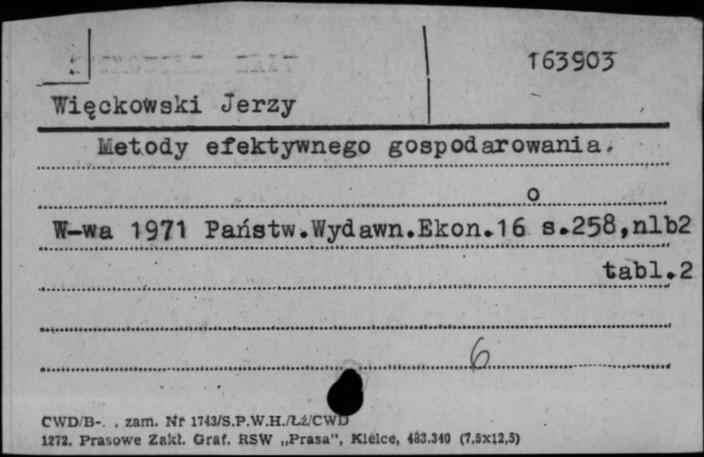 163903
Więckowski Jerzy
Metody efektywnego gospodarowania.
o
W-wa 1971 Państw.Wydawn.Ekon.16 s.258,nlb2
tabl.2
6
CWD/B-. . zam. Nr 1743/S.P.W.H./Łż/CWD
1272. Prasowe Zakł. Graf. RSW „Prasa”, Kielce, 483.340 (7,5x12,5)